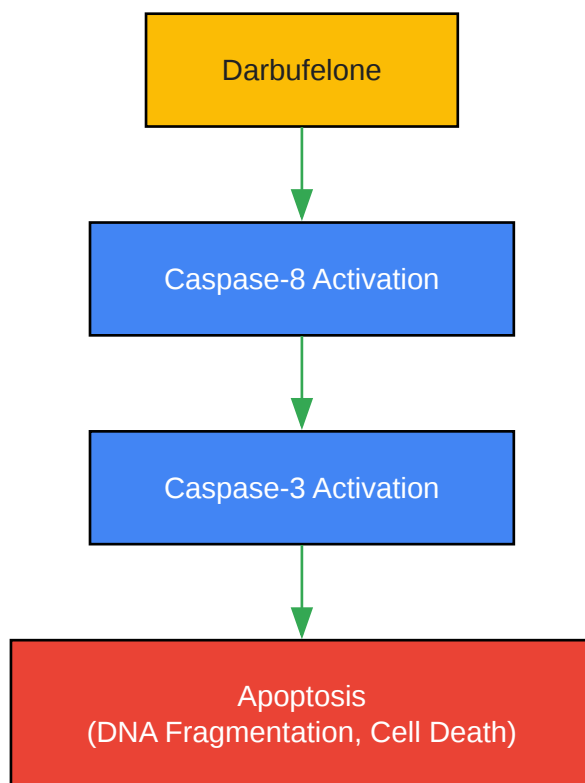 Darbufelone
Caspase-8 Activation
Caspase-3 Activation
Apoptosis
(DNA Fragmentation, Cell Death)